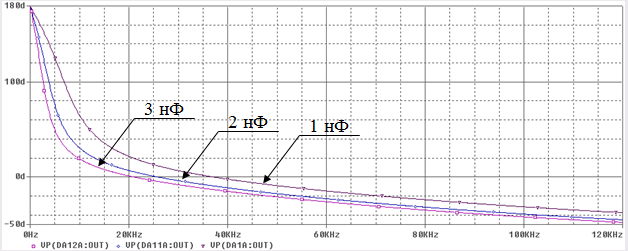 180d
100d
3 нФ
2 нФ
1 нФ
0d
-50d
0Hz 20KHz 40KHz 60KHz 80KHz 100KHz 120KHz
VP(DA12A:OUT) VP(DA11A:OUT) VP(DA1A:OUT)